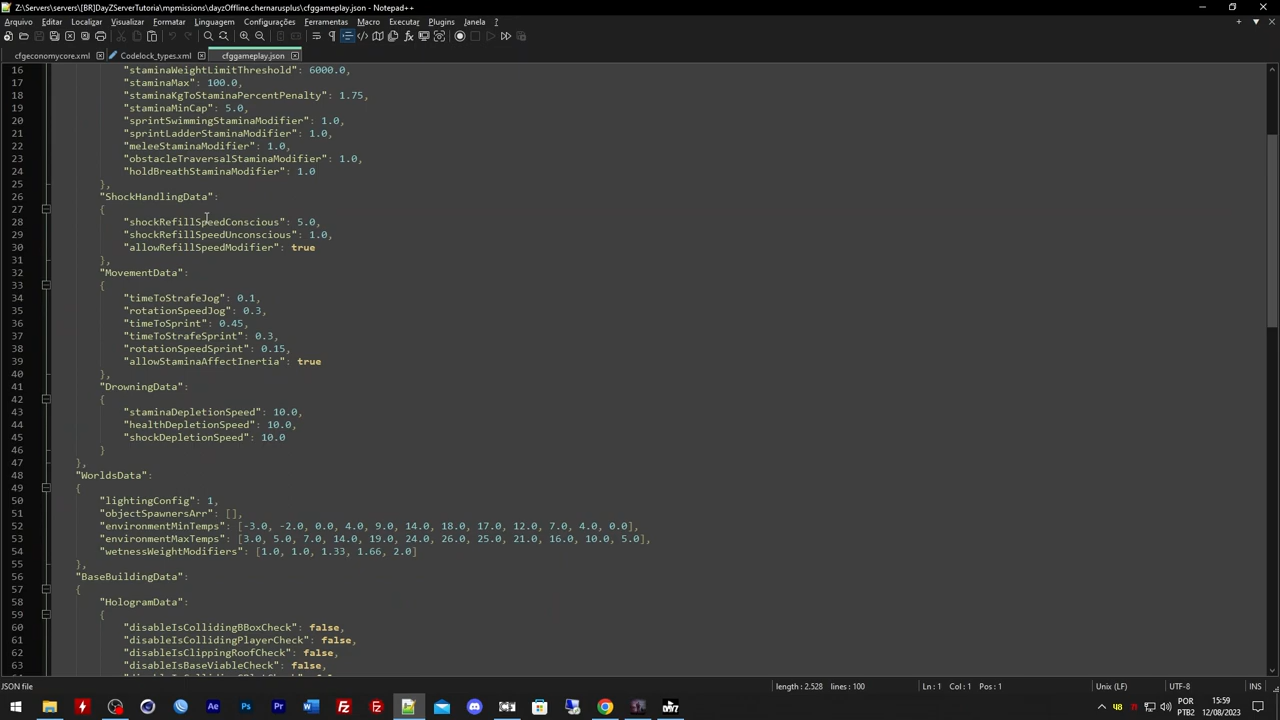 Z:\Servers\servers\[BR]DayZServerTutoria\mpmissions\dayzOffline.chernarusplus\cfggameplay.json - Notepad++
Arquivo Editar Localizar Visualizar Formatar Linguagem Configurações Ferramentas Macro Executar Plugins Janela ?
cfgeconomycore.xml Codelock_types.xml cfggameplay.json
16 "staminaWeightLimitThreshold": 6000.0,
17 "staminaMax": 100.0,
18 "staminaKgToStaminaPercentPenalty": 1.75,
19 "staminaMinCap": 5.0,
20 "sprintSwimmingStaminaModifier": 1.0,
21 "sprintLadderStaminaModifier": 1.0,
22 "meleeStaminaModifier": 1.0,
23 "obstacleTraversalStaminaModifier": 1.0,
24 "holdBreathStaminaModifier": 1.0
25 },
26 "ShockHandlingData":
27 {
28 "shockRefillSpeedConscious": 5.0,
29 "shockRefillSpeedUnconscious": 1.0,
30 "allowRefillSpeedModifier": true
31 },
32 "MovementData":
33 {
34 "timeToStrafeJog": 0.1,
35 "rotationSpeedJog": 0.3,
36 "timeToSprint": 0.45,
37 "timeToStrafeSprint": 0.3,
38 "rotationSpeedSprint": 0.15,
39 "allowStaminaAffectInertia": true
40 },
41 "DrowningData":
42 {
43 "staminaDepletionSpeed": 10.0,
44 "healthDepletionSpeed": 10.0,
45 "shockDepletionSpeed": 10.0
46 }
47 },
48 "WorldsData":
49 {
50 "lightingConfig": 1,
51 "objectSpawnersArr": [],
52 "environmentMinTemps": [-3.0, -2.0, 0.0, 4.0, 9.0, 14.0, 18.0, 17.0, 12.0, 7.0, 4.0, 0.0],
53 "environmentMaxTemps": [3.0, 5.0, 7.0, 14.0, 19.0, 24.0, 26.0, 25.0, 21.0, 16.0, 10.0, 5.0],
54 "wetnessWeightModifiers": [1.0, 1.0, 1.33, 1.66, 2.0]
55 },
56 "BaseBuildingData":
57 {
58 "HologramData":
59 {
60 "disableIsCollidingBBoxCheck": false,
61 "disableIsCollidingPlayerCheck": false,
62 "disableIsClippingRoofCheck": false,
63 "disableIsBaseViableCheck": false,
JSON file length: 2.528 lines: 100 Ln: 1 Col: 1 Pos: 1 Unix (LF) UTF-8 INS
POR 15:59
PTB2 12/08/2023